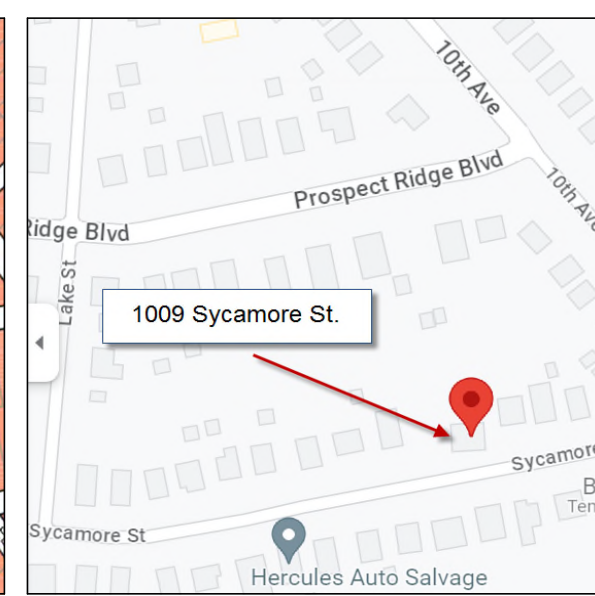 10th Ave
Prospect Ridge Blvd
10th Ave
Ridge Blvd
Lake St
1009 Sycamore St.
Sycamore
B
Ten
Sycamore St
Hercules Auto Salvage